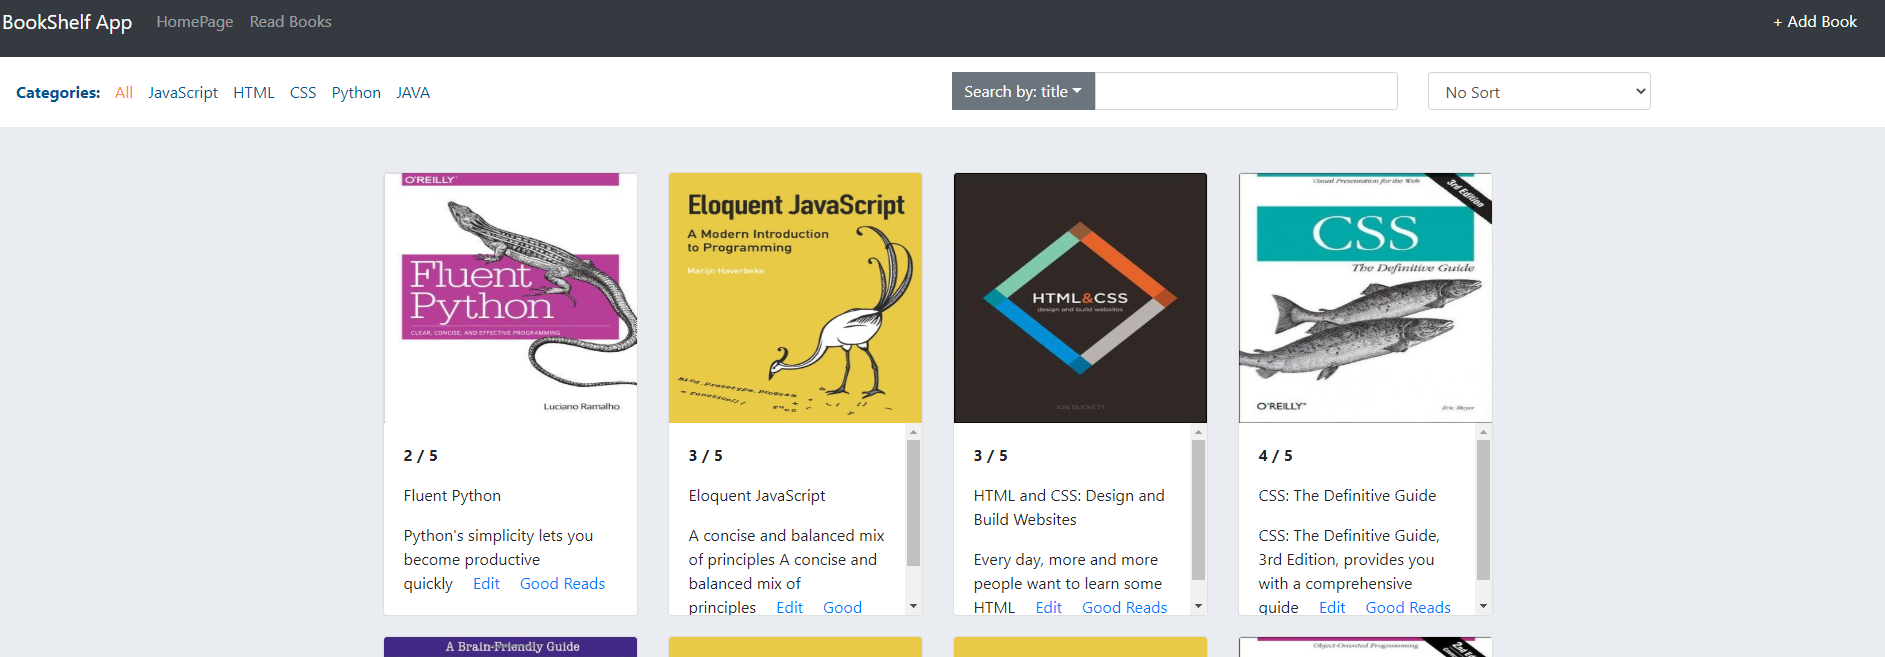 BookShelf App HomePage Read Books + Add Book
Categories: All JavaScript HTML CSS Python JAVA Search by: title No Sort
O'REILLY
Fluent
Python
CLEAR, CONCISE, AND EFFECTIVE PROGRAMMING
Luciano Ramalho
2 / 5
Fluent Python
Python's simplicity lets you
become productive
quickly Edit Good Reads
Eloquent JavaScript
A Modern Introduction
to Programming
Marijn Haverbeke
3 / 5
Eloquent JavaScript
A concise and balanced mix
of principles A concise and
balanced mix of
principles Edit Good
HTML&CSS
design and build websites
JON DUCKETT
3 / 5
HTML and CSS: Design and
Build Websites
Every day, more and more
people want to learn some
HTML Edit Good Reads
Visual Presentation for the Web
3rd Edition
CSS
The Definitive Guide
O'REILLY
Eric Meyer
4 / 5
CSS: The Definitive Guide
CSS: The Definitive Guide,
3rd Edition, provides you
with a comprehensive
guide Edit Good Reads
A Brain-Friendly Guide
Object-Oriented Programming